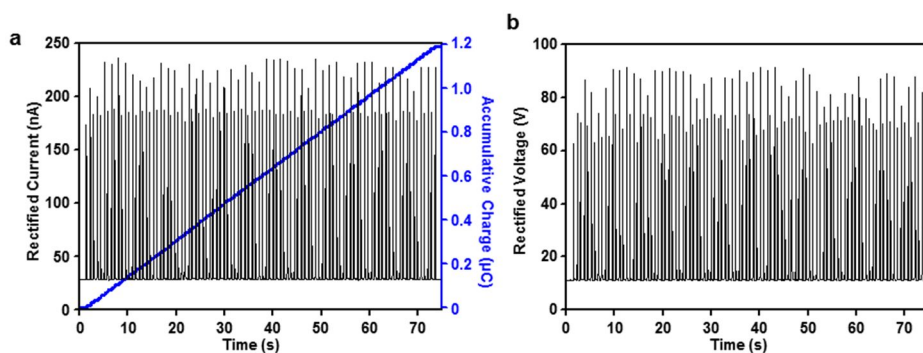 a
250
200
150
100
50
0
Rectified Current (nA)
0 10 20 30 40 50 60 70
Time (s)
1.2
1.0
0.8
0.6
0.4
0.2
0
Accumulative Charge (µC)
b
100
80
60
40
20
0
Rectified Voltage (V)
0 10 20 30 40 50 60 70
Time (s)